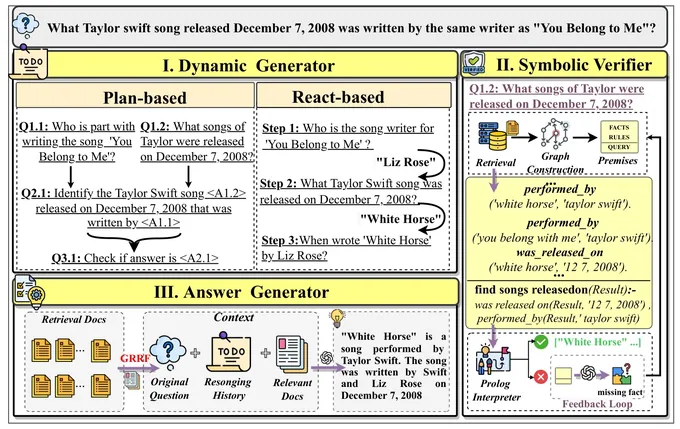 What Taylor swift song released December 7, 2008 was written by the same writer as "You Belong to Me"?
TO DO
I. Dynamic Generator
Plan-based
React-based
Q1.1: Who is part with
writing the song 'You
Belong to Me'?
Q1.2: What songs of
Taylor were released
on December 7, 2008?
Q2.1: Identify the Taylor Swift song <A1.2>
released on December 7, 2008 that was
written by <A1.1>
Q3.1: Check if answer is <A2.1>
Step 1: Who is the song writer for
'You Belong to Me' ?
"Liz Rose"
Step 2: What Taylor Swift song was
released on December 7, 2008?
"White Horse"
Step 3:When wrote 'White Horse'
by Liz Rose?
VERIFIED
II. Symbolic Verifier
Q1.2: What songs of Taylor were
released on December 7, 2008?
Retrieval
Graph
Construction
FACTS
RULES
QUERY
Premises
...
performed_by
('white horse', 'taylor swift').
performed_by
('you belong with me', 'taylor swift').
was_released_on
('white horse', '12 7, 2008').
...
find songs releasedon(Result):-
was released on(Result, '12 7, 2008') ,
performed_by(Result,' taylor swift)
Prolog
Interpreter
["White Horse" ...]
missing fact
Feedback Loop
III. Answer Generator
Retrieval Docs
...
...
GRRF
Context
Original
Question
+
TO DO
Resonging
History
+
Relevant
Docs
"White Horse" is a
song performed by
Taylor Swift. The song
was written by Swift
and Liz Rose on
December 7, 2008